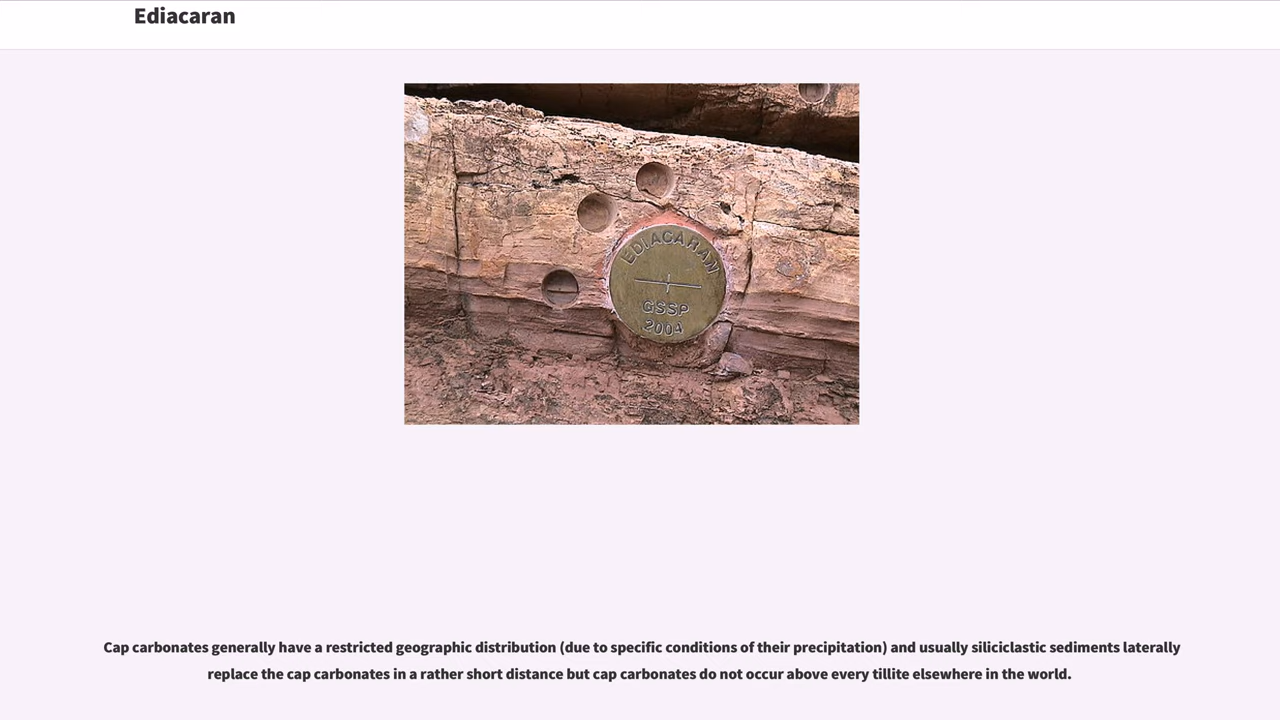 Ediacaran
EDIACARAN
GSSP
2004
Cap carbonates generally have a restricted geographic distribution (due to specific conditions of their precipitation) and usually siliciclastic sediments laterally
replace the cap carbonates in a rather short distance but cap carbonates do not occur above every tillite elsewhere in the world.